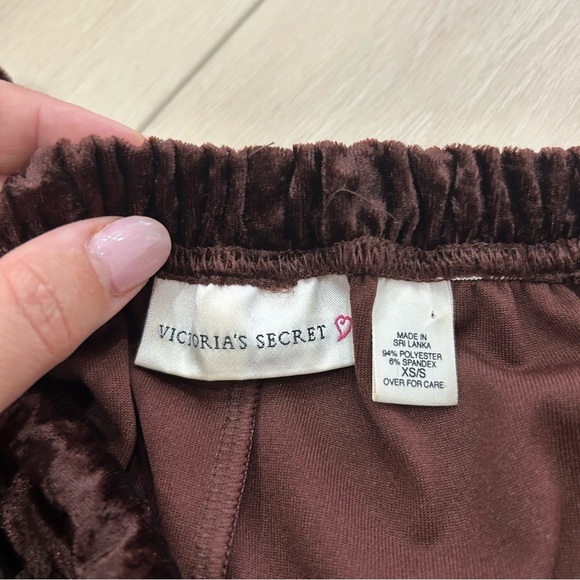 VICTORIA'S SECRET
MADE IN
SRI LANKA
94% POLYESTER
6% SPANDEX
XS/S
OVER FOR CARE